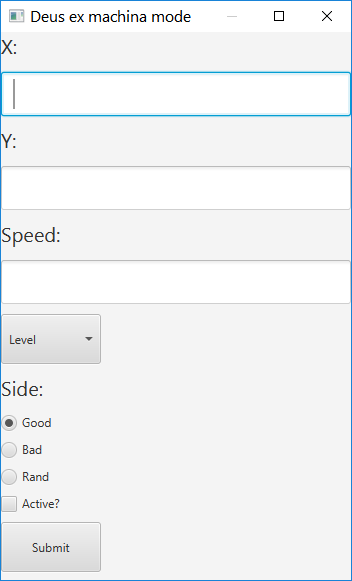 Deus ex machina mode
X:
Y:
Speed:
Level
Side:
Good
Bad
Rand
Active?
Submit